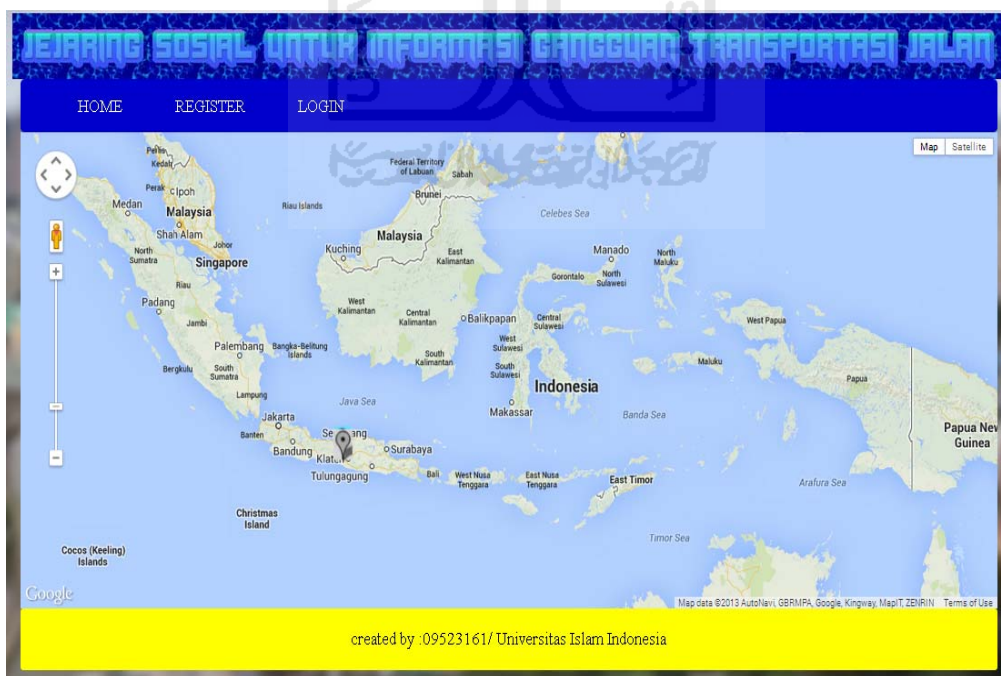 JEJARING SOSIAL UNTUK INFORMASI GANGGUAN TRANSPORTASI JALAN
HOME REGISTER LOGIN
Map Satellite
Perlis
Kedah
Perak Ipoh
Medan
Malaysia
Shah Alam
Johor
North
Sumatra
Singapore
Riau
Padang
Jambi
Riau Islands
Federal Territory
of Labuan
Sabah
Brunei
Malaysia
Kuching
East
Kalimantan
West
Kalimantan
Central
Kalimantan
Balikpapan
South
Kalimantan
Celebes Sea
Manado
North
Maluku
Gorontalo
North
Sulawesi
Central
Sulawesi
West
Sulawesi
South
Sulawesi
West Papua
Palembang
Bangka-Belitung
Islands
Bengkulu
South
Sumatra
Lampung
Java Sea
Indonesia
Makassar
Maluku
Papua
Banda Sea
Papua New
Guinea
Jakarta
Banten
Bandung
Surabaya
Tulungagung
Bali
West Nusa
Tenggara
East Nusa
Tenggara
East Timor
Arafura Sea
Christmas
Island
Cocos (Keeling)
Islands
Timor Sea
Google
Map data ©2013 AutoNavi, GBRMPA, Google, Kingway, MapIT, ZENRIN Terms of Use
created by :09523161/ Universitas Islam Indonesia